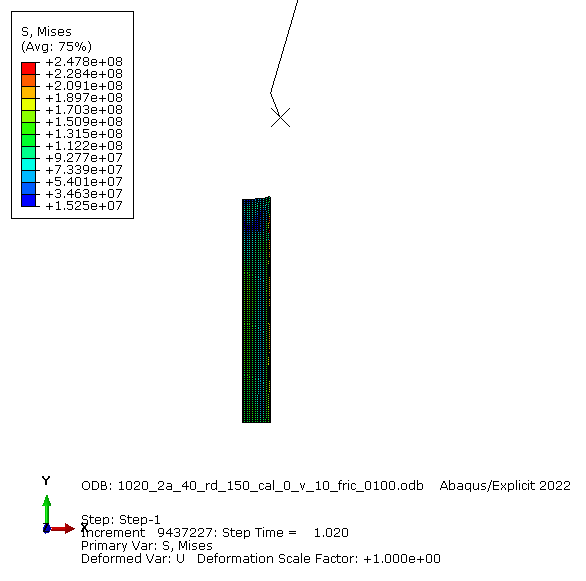 S, Mises
(Avg: 75%)
+2.478e+08
+2.284e+08
+2.091e+08
+1.897e+08
+1.703e+08
+1.509e+08
+1.315e+08
+1.122e+08
+9.277e+07
+7.339e+07
+5.401e+07
+3.463e+07
+1.525e+07
Y
X
Z
ODB: 1020_2a_40_rd_150_cal_0_v_10_fric_0100.odb Abaqus/Explicit 2022
Step: Step-1
Increment 9437227: Step Time = 1.020
Primary Var: S, Mises
Deformed Var: U Deformation Scale Factor: +1.000e+00